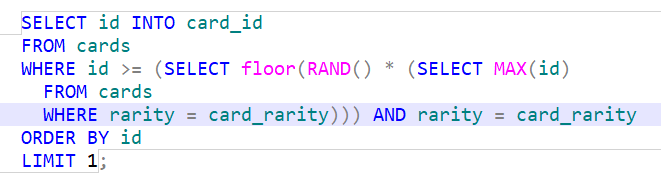 SELECT id INTO card_id
FROM cards
WHERE id >= (SELECT floor(RAND() * (SELECT MAX(id)
FROM cards
WHERE rarity = card_rarity))) AND rarity = card_rarity
ORDER BY id
LIMIT 1;